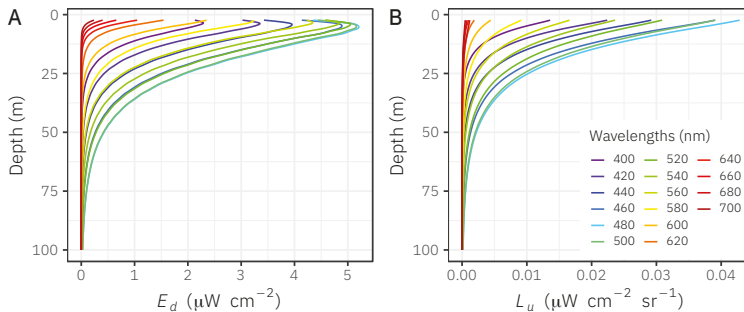 A
B
0
25
50
75
100
Depth (m)
0
1
2
3
4
5
E_d (μW cm⁻²)
0
25
50
75
100
Depth (m)
0.00
0.01
0.02
0.03
0.04
L_u (μW cm⁻² sr⁻¹)
Wavelengths (nm)
400 520 640
420 540 660
440 560 680
460 580 700
480 600
500 620